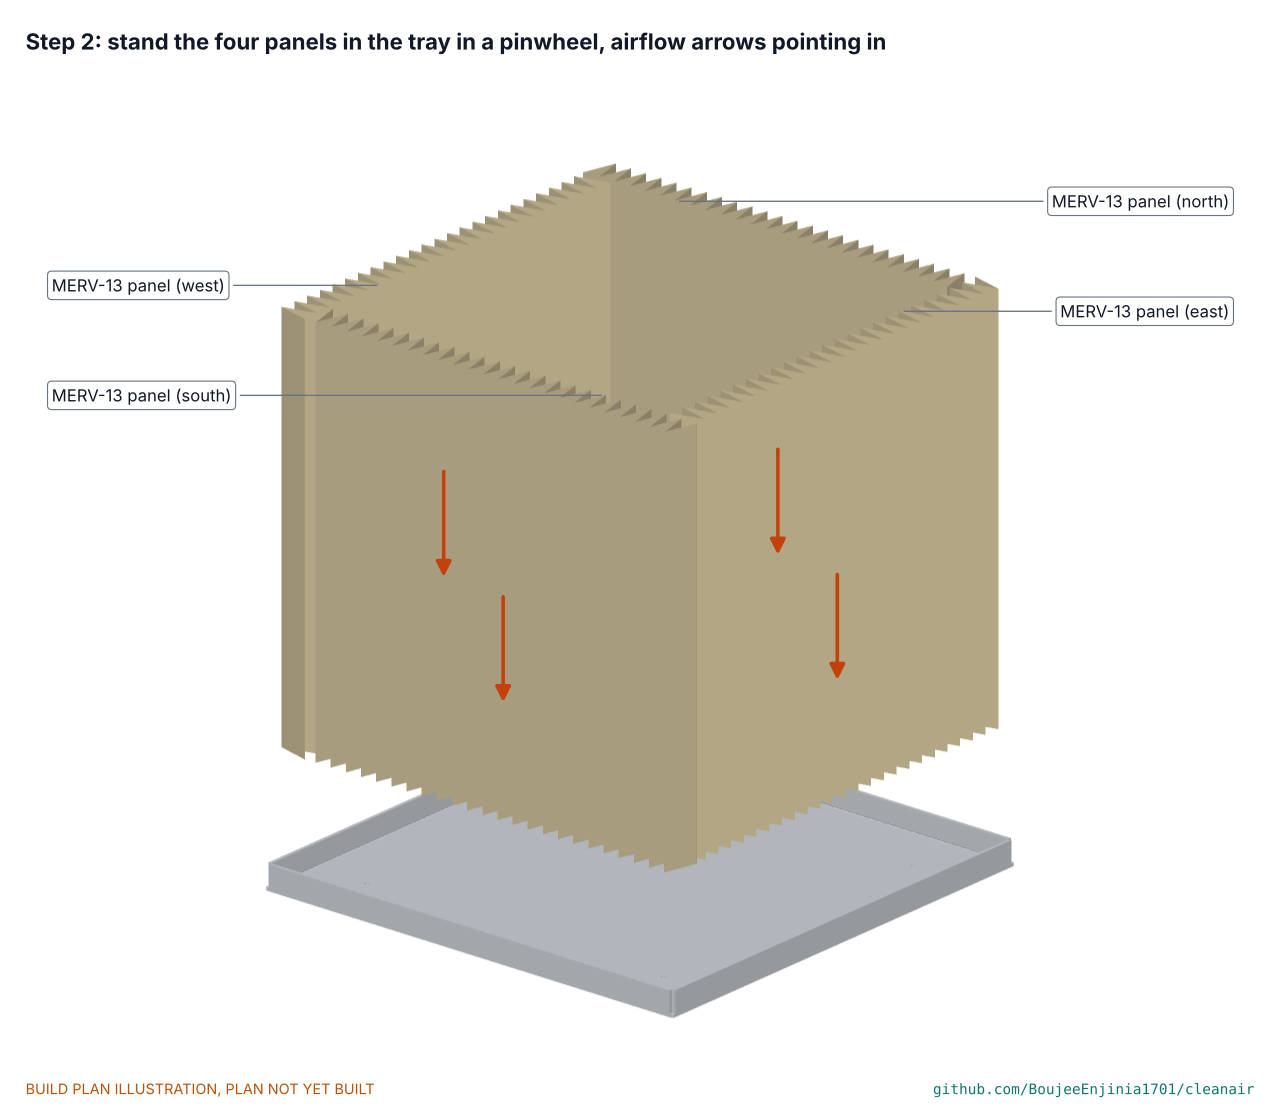 Step 2: stand the four panels in the tray in a pinwheel, airflow arrows pointing in
MERV-13 panel (north)
MERV-13 panel (west)
MERV-13 panel (east)
MERV-13 panel (south)
BUILD PLAN ILLUSTRATION, PLAN NOT YET BUILT
github.com/BoujeeEnjinia1701/cleanair